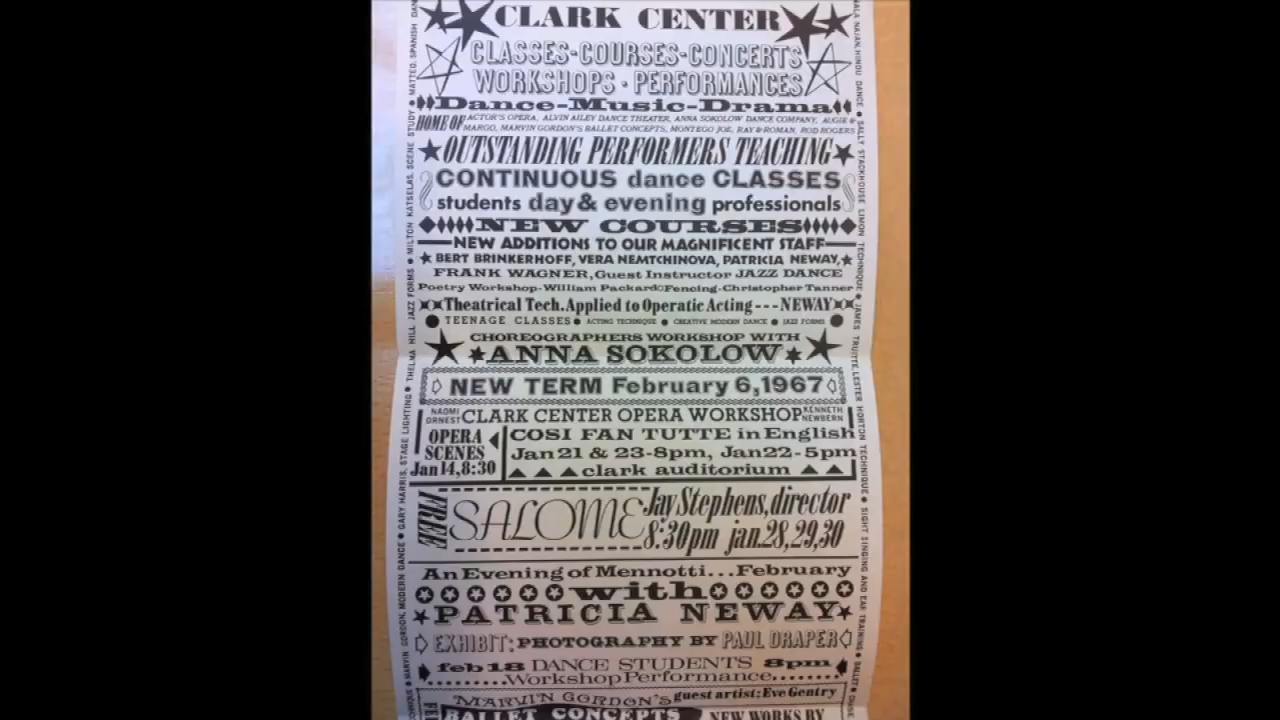 CLARK CENTER
CLASSES-COURSES-CONCERTS
WORKSHOPS · PERFORMANCES
Dance-Music-Drama
HOME OF ACTOR'S OPERA, ALVIN AILEY DANCE THEATER, ANNA SOKOLOW DANCE COMPANY, AUGIE &
MARGO, MARVIN GORDON'S BALLET CONCEPTS, MONTEGO JOE, RAY & ROMAN, ROD ROGERS
OUTSTANDING PERFORMERS TEACHING
CONTINUOUS dance CLASSES
students day & evening professionals
NEW COURSES
NEW ADDITIONS TO OUR MAGNIFICENT STAFF
BERT BRINKERHOFF, VERA NEMTCHINOVA, PATRICIA NEWAY,
FRANK WAGNER, Guest Instructor JAZZ DANCE
Poetry Workshop-William Packard Fencing-Christopher Tanner
Theatrical Tech. Applied to Operatic Acting---NEWAY
TEENAGE CLASSES ● ACTING TECHNIQUE ● CREATIVE MODERN DANCE ● JAZZ FORMS
CHOREOGRAPHERS WORKSHOP WITH
ANNA SOKOLOW
NEW TERM February 6, 1967
NAOMI ORNEST CLARK CENTER OPERA WORKSHOP KENNETH NEWBERN
OPERA SCENES Jan 14, 8:30
COSI FAN TUTTE in English
Jan 21 & 23-8pm, Jan 22-5pm
clark auditorium
FREE SALOME Jay Stephens, director
8:30pm jan. 28, 29, 30
An Evening of Mennotti...February
with
PATRICIA NEWAY
EXHIBIT: PHOTOGRAPHY BY PAUL DRAPER
feb 18 DANCE STUDENTS 8pm
Workshop Performance
MARVIN GORDON'S guest artist: Eve Gentry
BALLET CONCEPTS NEW WORKS BY
MARVIN GORDON, MODERN DANCE ● GARY HARRIS, STAGE LIGHTING ● THELMA HILL JAZZ FORMS ● MILTON KATSELAS, SCENE STUDY ● MATTEO, SPANISH
NAJAN, HINDU DANCE ● SALLY STACKHOUSE LIMON TECHNIQUE ● JAMES TRUITTE, LESTER HORTON TECHNIQUE ● SIGHT SINGING AND EAR TRAINING ● BALLET